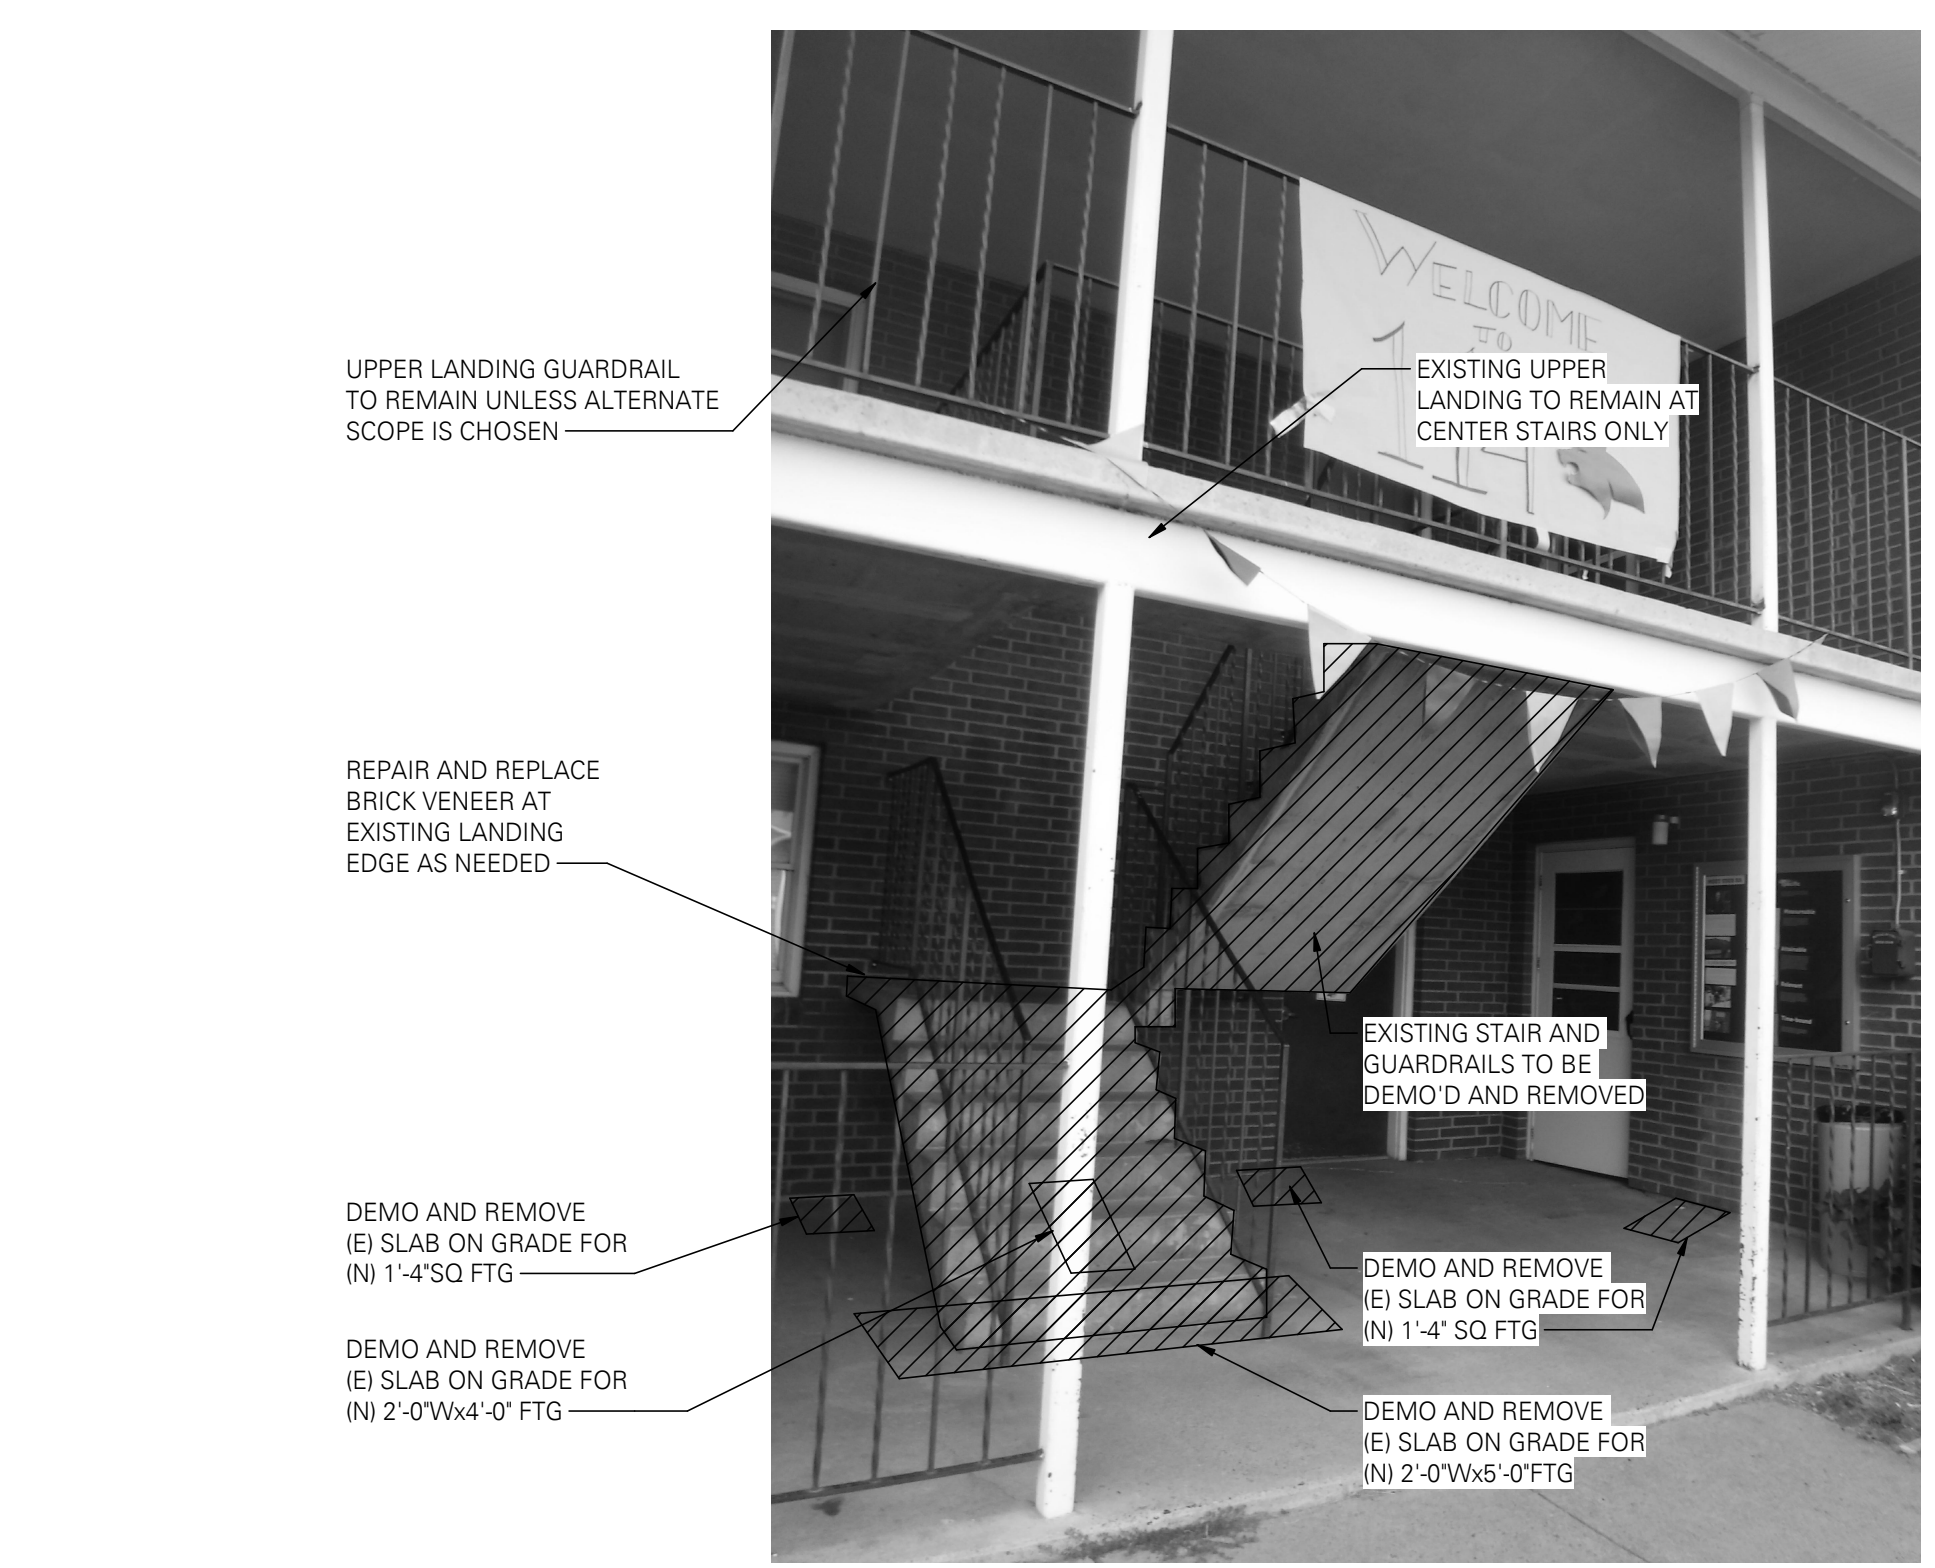 UPPER LANDING GUARDRAIL
TO REMAIN UNLESS ALTERNATE
SCOPE IS CHOSEN
WELCOME
TO
EXISTING UPPER
LANDING TO REMAIN AT
CENTER STAIRS ONLY
REPAIR AND REPLACE
BRICK VENEER AT
EXISTING LANDING
EDGE AS NEEDED
EXISTING STAIR AND
GUARDRAILS TO BE
DEMO'D AND REMOVED
DEMO AND REMOVE
(E) SLAB ON GRADE FOR
(N) 1'-4"SQ FTG
DEMO AND REMOVE
(E) SLAB ON GRADE FOR
(N) 1'-4" SQ FTG
DEMO AND REMOVE
(E) SLAB ON GRADE FOR
(N) 2'-0"Wx4'-0" FTG
DEMO AND REMOVE
(E) SLAB ON GRADE FOR
(N) 2'-0"Wx5'-0"FTG